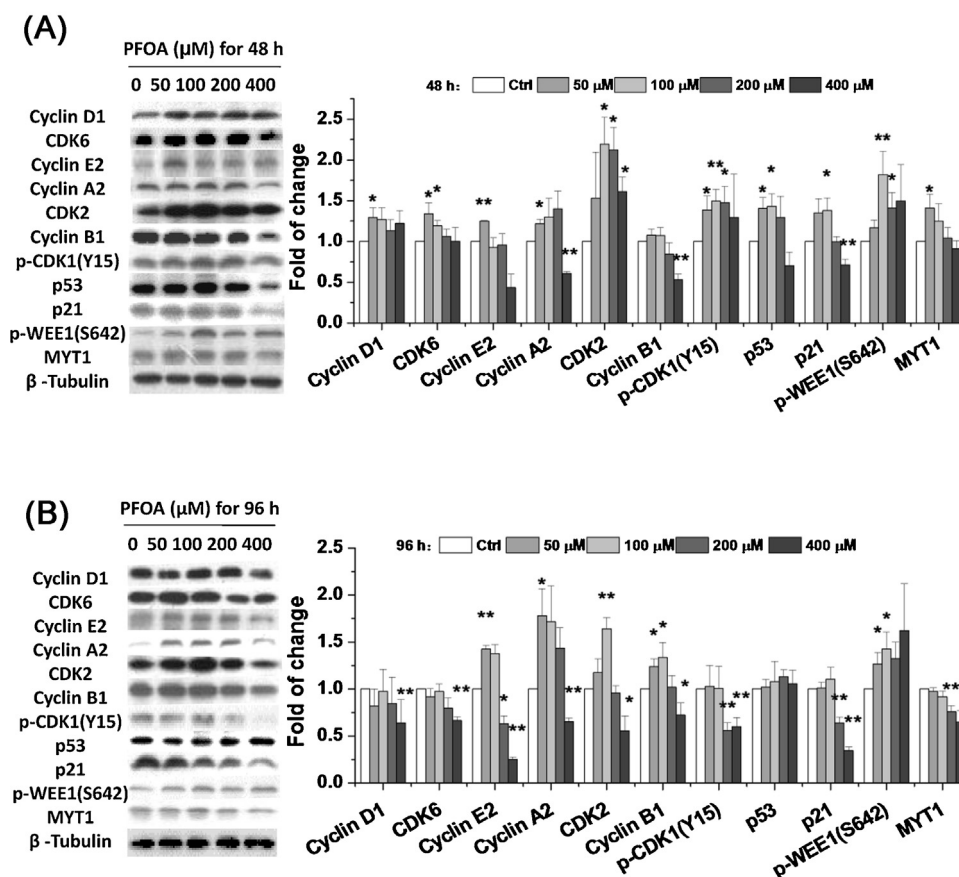 (A)
PFOA (μM) for 48 h
0 50 100 200 400
Cyclin D1
CDK6
Cyclin E2
Cyclin A2
CDK2
Cyclin B1
p-CDK1(Y15)
p53
p21
p-WEE1(S642)
MYT1
β -Tubulin
48 h: Ctrl 50 μM 100 μM 200 μM 400 μM
Fold of change
2.5
2.0
1.5
1.0
0.5
0.0
* * * ** * * ** * * * * ** * * * ** * * * ** ** * *
Cyclin D1
CDK6
Cyclin E2
Cyclin A2
CDK2
Cyclin B1
p-CDK1(Y15)
p53
p21
p-WEE1(S642)
MYT1
(B)
PFOA (μM) for 96 h
0 50 100 200 400
Cyclin D1
CDK6
Cyclin E2
Cyclin A2
CDK2
Cyclin B1
p-CDK1(Y15)
p53
p21
p-WEE1(S642)
MYT1
β -Tubulin
96 h: Ctrl 50 μM 100 μM 200 μM 400 μM
Fold of change
2.5
2.0
1.5
1.0
0.5
0.0
** ** ** * ** * ** ** * * * * ** ** ** ** * * **
Cyclin D1
CDK6
Cyclin E2
Cyclin A2
CDK2
Cyclin B1
p-CDK1(Y15)
p53
p21
p-WEE1(S642)
MYT1